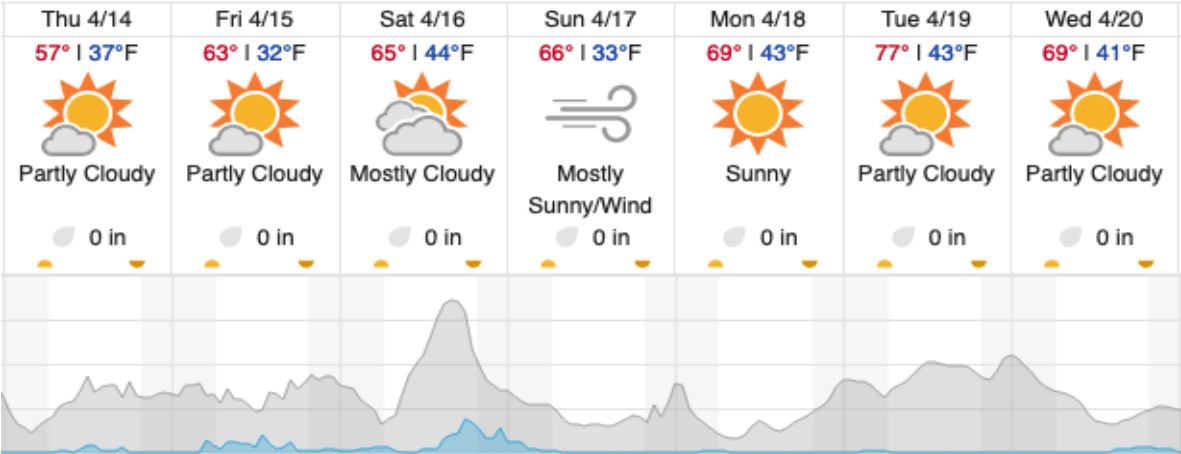 Thu 4/14 Fri 4/15 Sat 4/16 Sun 4/17 Mon 4/18 Tue 4/19 Wed 4/20
57° | 37°F 63° | 32°F 65° | 44°F 66° | 33°F 69° | 43°F 77° | 43°F 69° | 41°F
Partly Cloudy Partly Cloudy Mostly Cloudy Mostly Sunny Partly Cloudy Partly Cloudy
Sunny/Wind
0 in 0 in 0 in 0 in 0 in 0 in 0 in